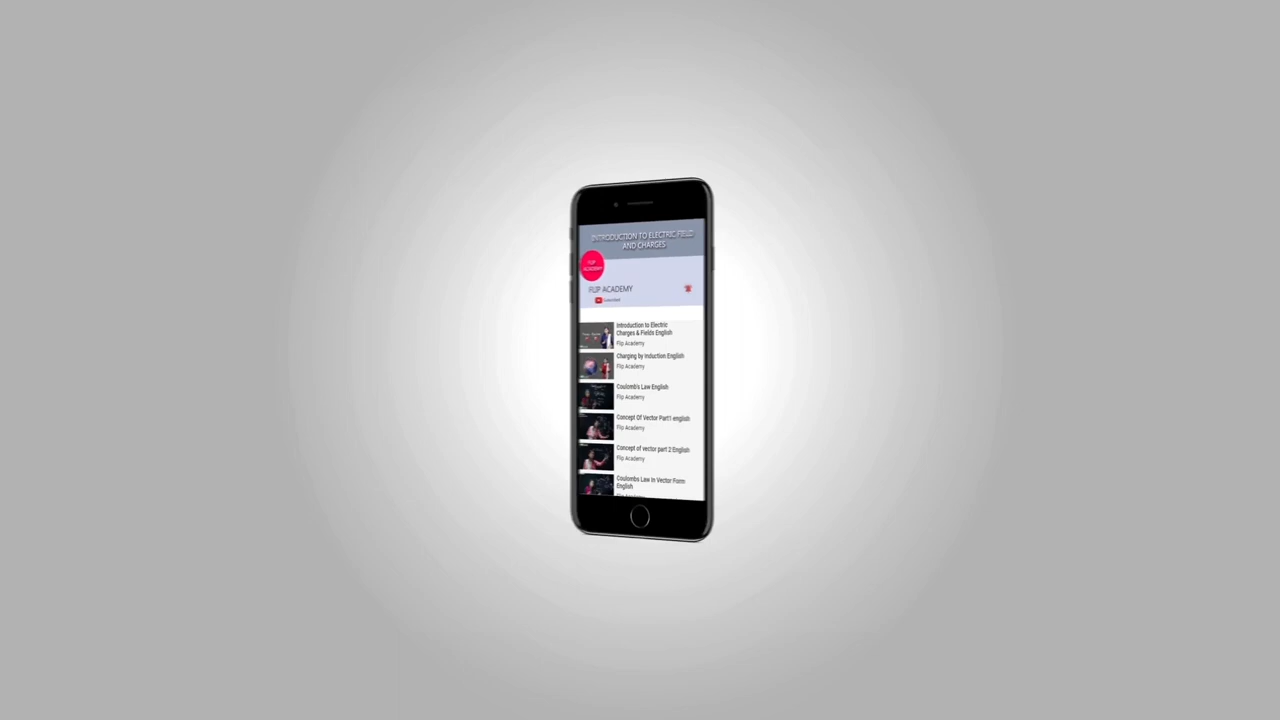 INTRODUCTION TO ELECTRIC FIELD
AND CHARGES
FLIP
ACADEMY
FLIP ACADEMY
Introduction to Electric
Charges & Fields English
Flip Academy
Charging by Induction English
Flip Academy
Coulomb's Law English
Flip Academy
Concept Of Vector Part1 english
Flip Academy
Concept of vector part 2 English
Flip Academy
Coulombs Law in Vector Form
English